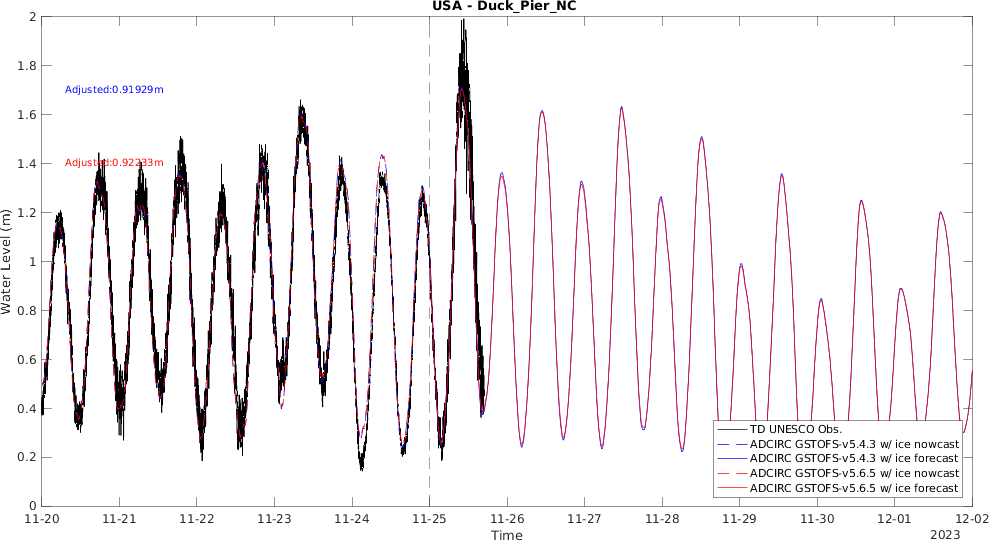 USA - Duck_Pier_NC
2
1.8
1.6
1.4
1.2
1
0.8
0.6
0.4
0.2
0
Water Level (m)
Adjusted:0.91929m
Adjusted:0.92233m
TD UNESCO Obs.
ADCIRC GSTOFS-v5.4.3 w/ ice nowcast
ADCIRC GSTOFS-v5.4.3 w/ ice forecast
ADCIRC GSTOFS-v5.6.5 w/ ice nowcast
ADCIRC GSTOFS-v5.6.5 w/ ice forecast
11-20 11-21 11-22 11-23 11-24 11-25 11-26 11-27 11-28 11-29 11-30 12-01 12-02
Time
2023